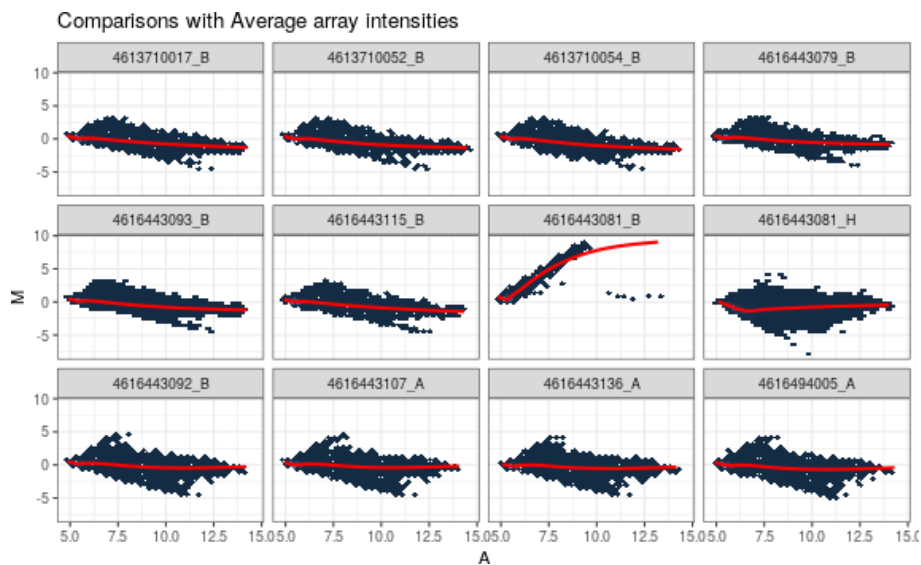 Comparisons with Average array intensities
4613710017_B 4613710052_B 4613710054_B 4616443079_B
10
5
0
-5
4616443093_B 4616443115_B 4616443081_B 4616443081_H
10
5
0
-5
M
4616443092_B 4616443107_A 4616443136_A 4616494005_A
10
5
0
-5
5.0 7.5 10.0 12.5 15.0 5.0 7.5 10.0 12.5 15.0 5.0 7.5 10.0 12.5 15.0 5.0 7.5 10.0 12.5 15.0
A